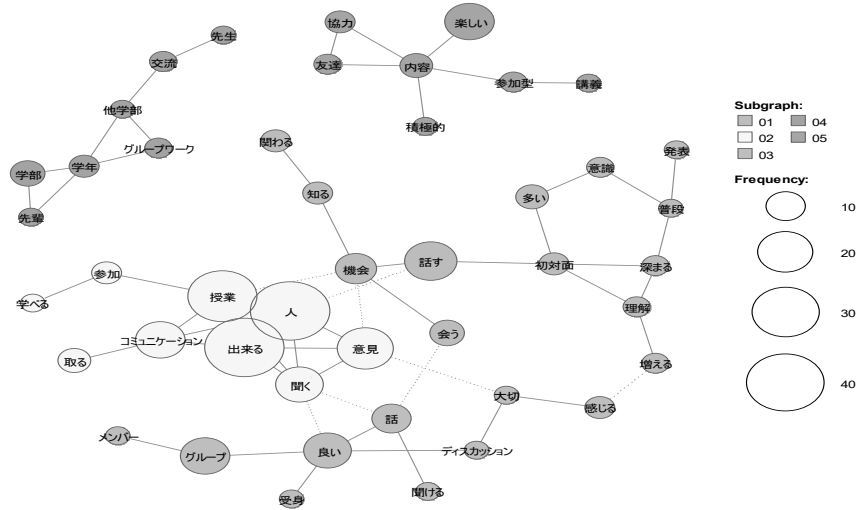 協力
楽しい
先生
交流
友達
内容
参加型
講義
Subgraph:
01
04
02
05
03
他学部
積極的
関わる
グループワーク
発表
意識
学部
学年
Frequency:
知る
多い
普段
10
先輩
20
参加
機会
話す
初対面
深まる
授業
学べる
人
理解
30
会う
コミュニケーション
出来る
意見
取る
聞く
増える
40
大切
感じる
話
メンバー
グループ
良い
ディスカッション
受身
聞ける